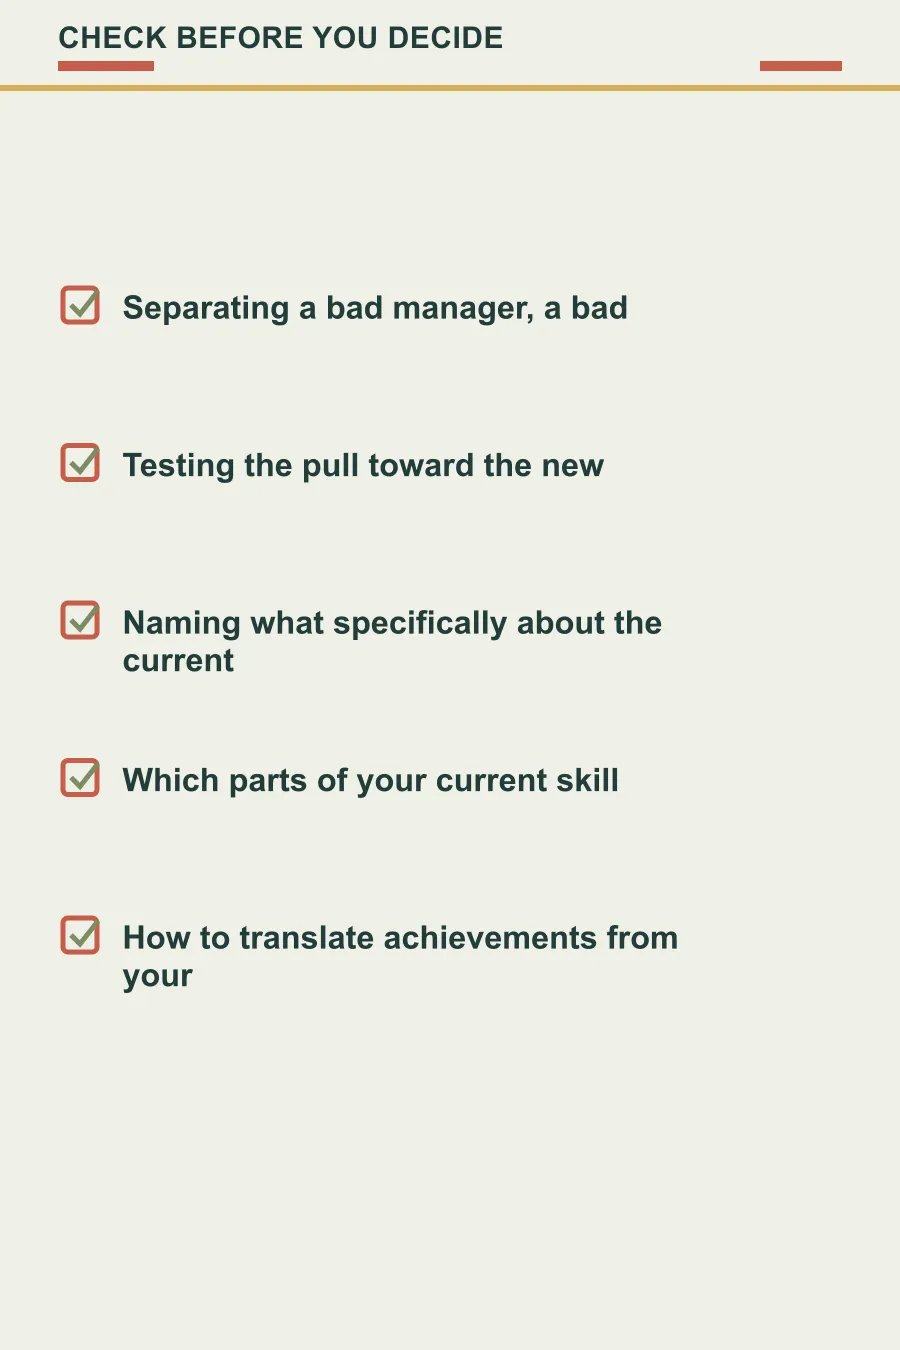 CHECK BEFORE YOU DECIDE
Separating a bad manager, a bad
Testing the pull toward the new
Naming what specifically about the
current
Which parts of your current skill
How to translate achievements from
your